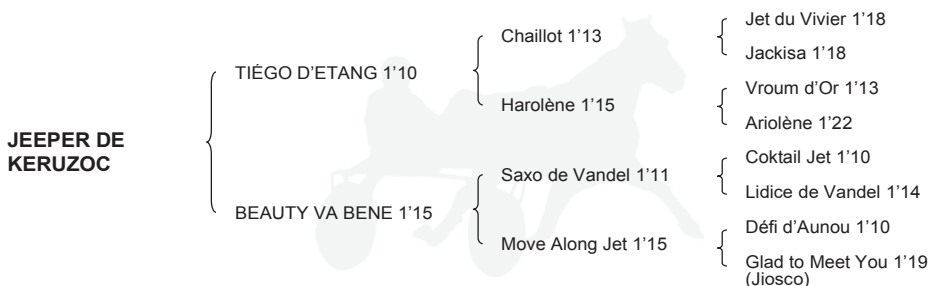 JEEPER DE
KERUZOC
TIÉGO D'ETANG 1'10
BEAUTY VA BENE 1'15
Chaillot 1'13
Harolène 1'15
Saxo de Vandel 1'11
Move Along Jet 1'15
Jet du Vivier 1'18
Jackisa 1'18
Vroum d'Or 1'13
Ariolène 1'22
Coktail Jet 1'10
Lidice de Vandel 1'14
Défi d'Aunou 1'10
Glad to Meet You 1'19
(Jiosco)